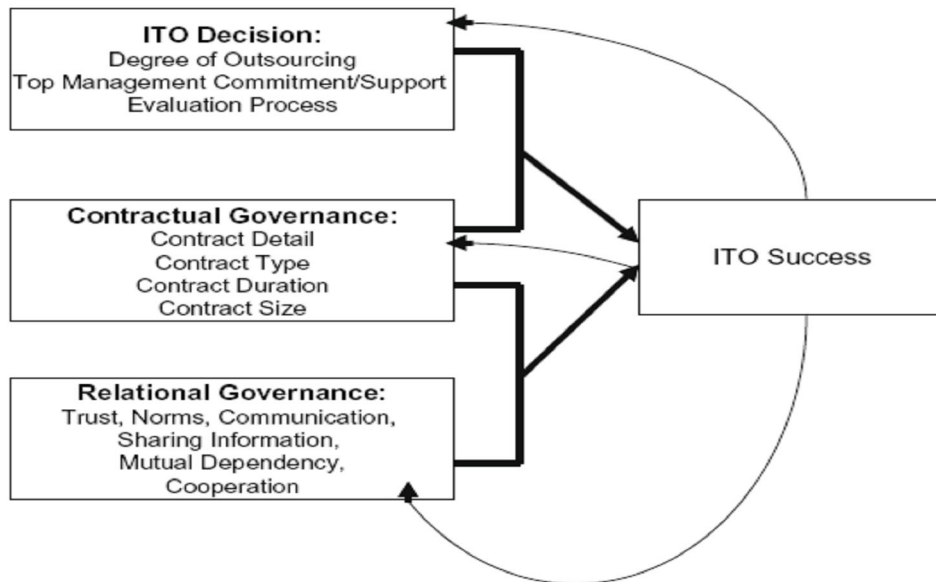 ITO Decision:
Degree of Outsourcing
Top Management Commitment/Support
Evaluation Process
Contractual Governance:
Contract Detail
Contract Type
Contract Duration
Contract Size
Relational Governance:
Trust, Norms, Communication,
Sharing Information,
Mutual Dependency,
Cooperation
ITO Success